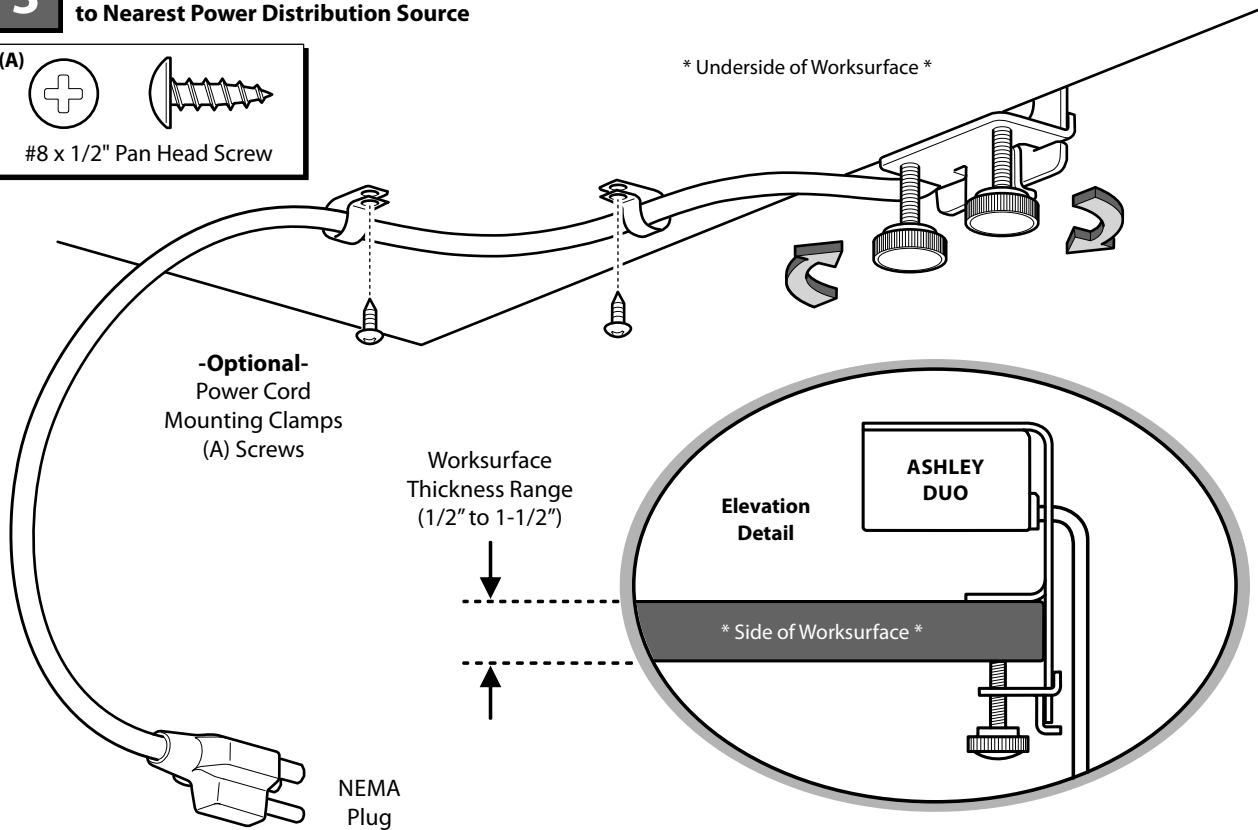 to Nearest Power Distribution Source
(A)
#8 x 1/2" Pan Head Screw
* Underside of Worksurface *
-Optional-
Power Cord
Mounting Clamps
(A) Screws
Worksurface
Thickness Range
(1/2” to 1-1/2”)
Elevation
Detail
ASHLEY
DUO
* Side of Worksurface *
NEMA
Plug